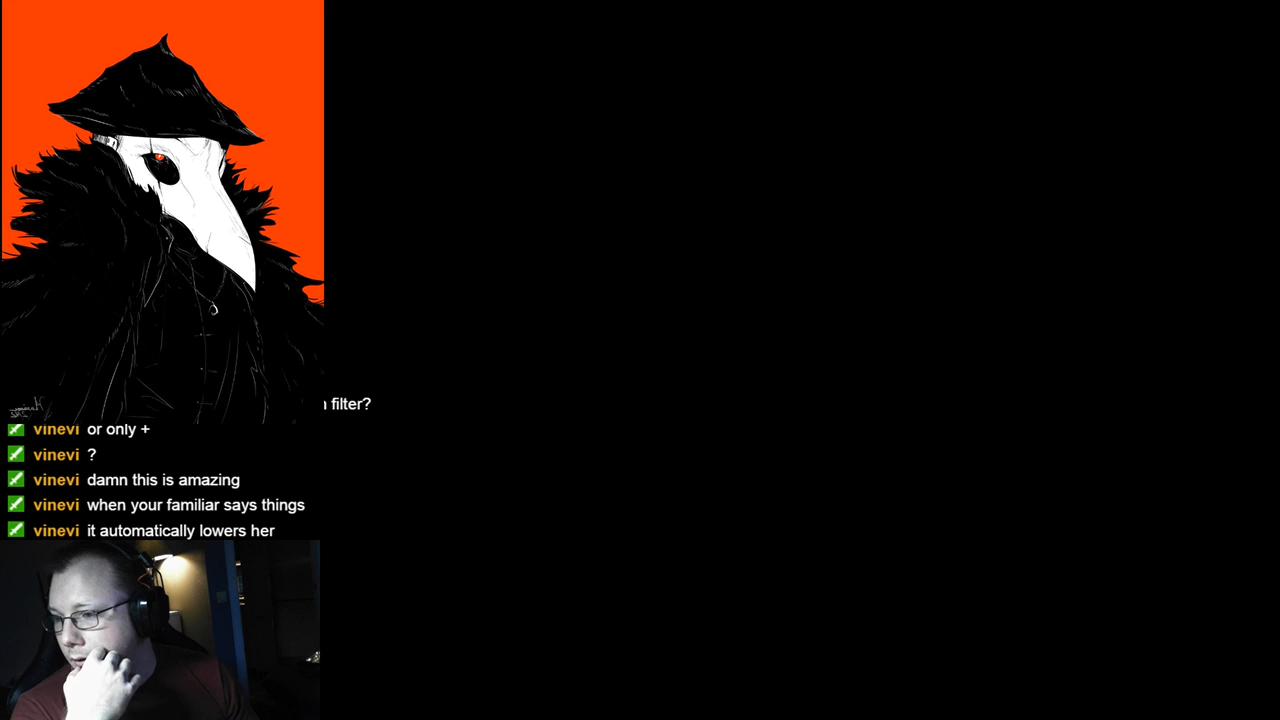 filter?
vinevi or only +
vinevi ?
vinevi damn this is amazing
vinevi when your familiar says things
vinevi it automatically lowers her